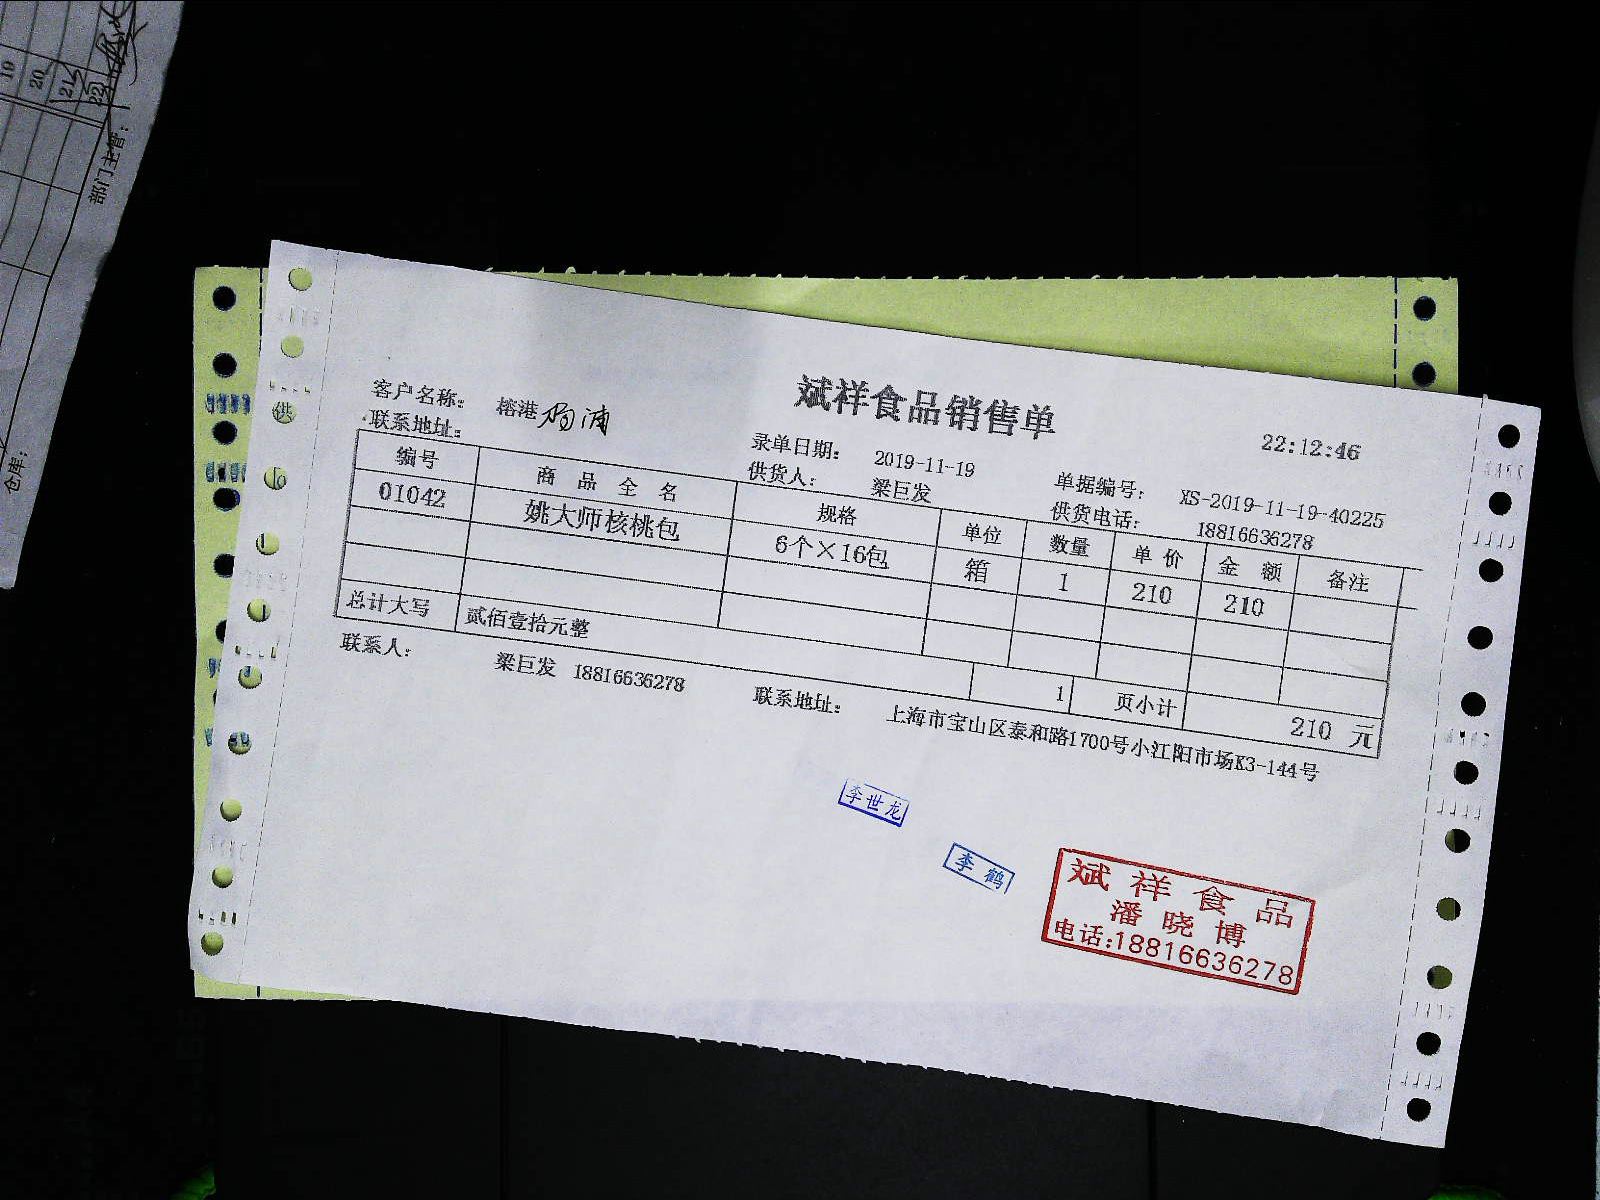 19
20
21
22
部门主管：
仓库：
斌祥食品销售单
22:12:46
客户名称： 榕港 杨浦
录单日期： 2019-11-19
单据编号： XS-2019-11-19-40225
联系地址：
供货人： 梁巨发
供货电话： 18816636278
编号 商品全名 规格 单位 数量 单价 金额 备注
01042 姚大师核桃包 6个×16包 箱 1 210 210
总计大写 贰佰壹拾元整 1 页小计 210 元
联系人： 梁巨发 18816636278 联系地址： 上海市宝山区泰和路1700号小江阳市场K3-144号
李世龙
李鹤
斌祥食品
潘晓博
电话:18816636278
供